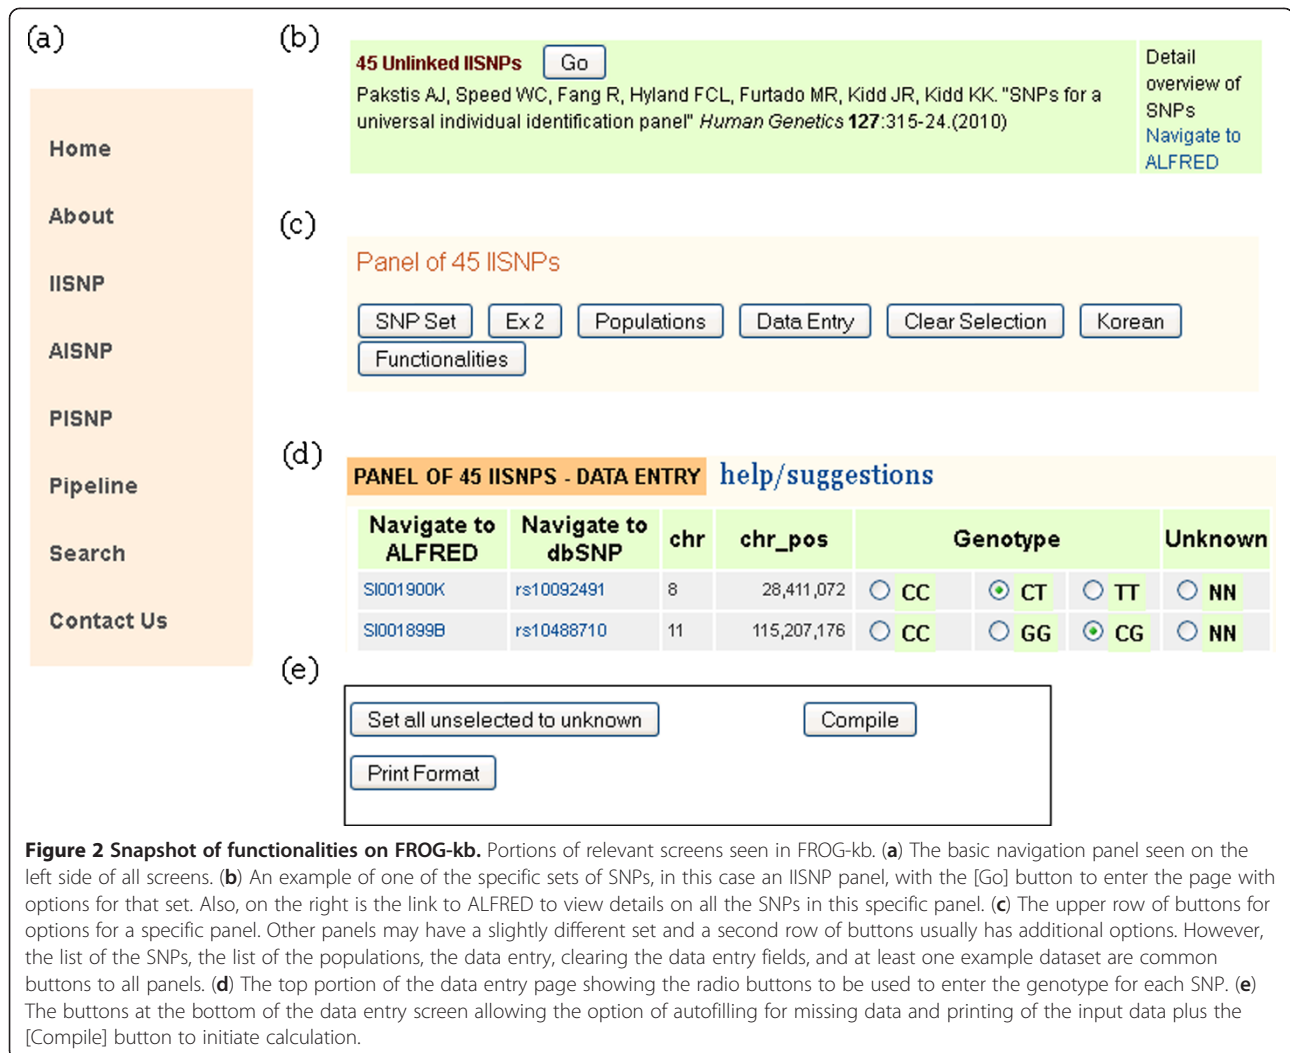 (a)
Home
About
IISNP
AISNP
PISNP
Pipeline
Search
Contact Us
(b)
45 Unlinked IISNPs Go
Pakstis AJ, Speed WC, Fang R, Hyland FCL, Furtado MR, Kidd JR, Kidd KK. "SNPs for a
universal individual identification panel" Human Genetics 127:315-24.(2010)
Detail
overview of
SNPs
Navigate to
ALFRED
(c)
Panel of 45 IISNPs
SNP Set Ex 2 Populations Data Entry Clear Selection Korean
Functionalities
(d)
PANEL OF 45 IISNPS - DATA ENTRY help/suggestions
Navigate to ALFRED Navigate to dbSNP chr chr_pos Genotype Unknown
SI001900K rs10092491 8 28,411,072 CC CT TT NN
SI001899B rs10488710 11 115,207,176 CC GG CG NN
(e)
Set all unselected to unknown Compile
Print Format
Figure 2 Snapshot of functionalities on FROG-kb. Portions of relevant screens seen in FROG-kb. (a) The basic navigation panel seen on the
left side of all screens. (b) An example of one of the specific sets of SNPs, in this case an IISNP panel, with the [Go] button to enter the page with
options for that set. Also, on the right is the link to ALFRED to view details on all the SNPs in this specific panel. (c) The upper row of buttons for
options for a specific panel. Other panels may have a slightly different set and a second row of buttons usually has additional options. However,
the list of the SNPs, the list of the populations, the data entry, clearing the data entry fields, and at least one example dataset are common
buttons to all panels. (d) The top portion of the data entry page showing the radio buttons to be used to enter the genotype for each SNP. (e)
The buttons at the bottom of the data entry screen allowing the option of autofilling for missing data and printing of the input data plus the
[Compile] button to initiate calculation.